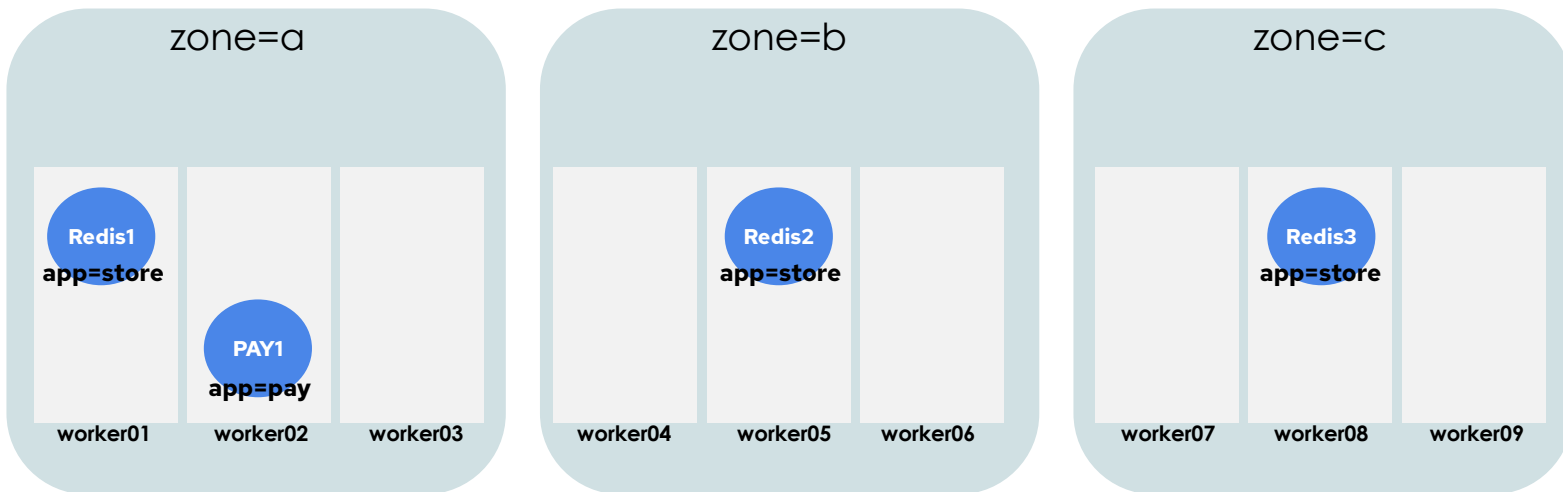 zone=a
zone=b
zone=c
Redis1
app=store
Redis2
app=store
Redis3
app=store
PAY1
app=pay
worker01
worker02
worker03
worker04
worker05
worker06
worker07
worker08
worker09